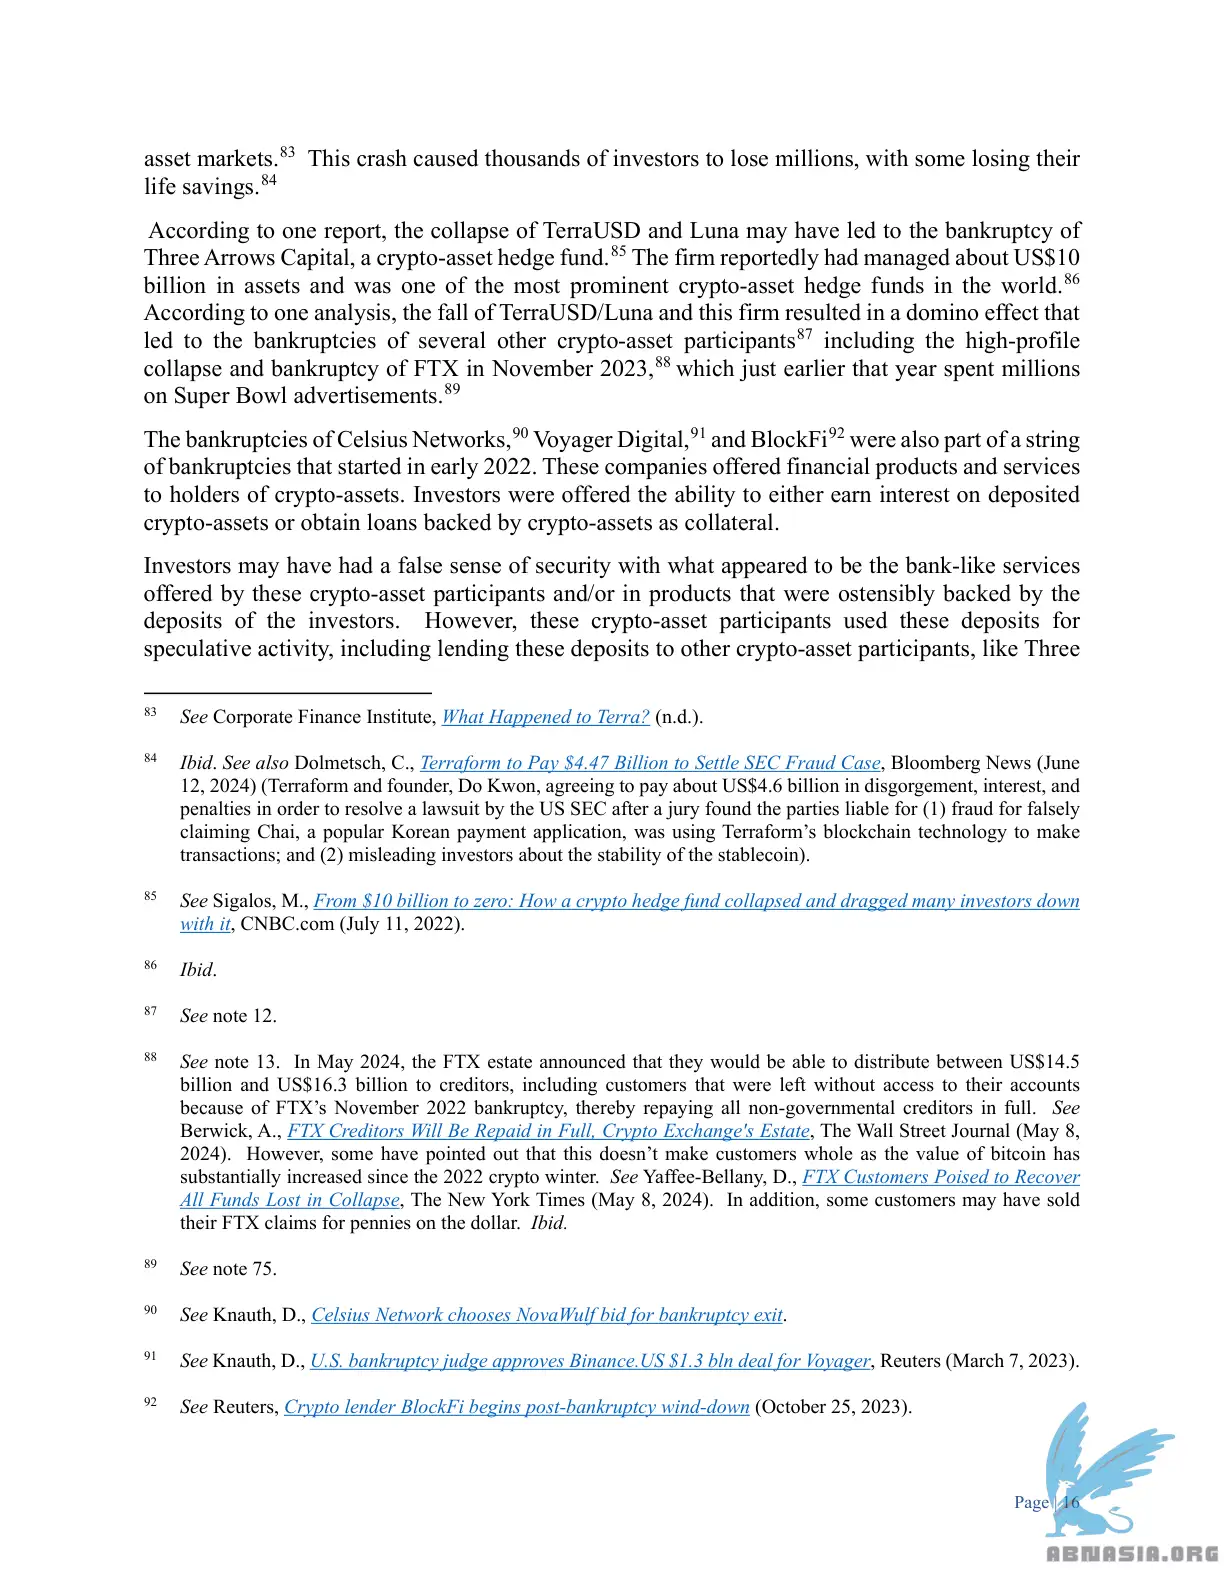 asset markets.83 This crash caused thousands of investors to lose millions, with some losing their
life savings.84
According to one report, the collapse of TerraUSD and Luna may have led to the bankruptcy of
Three Arrows Capital, a crypto-asset hedge fund.85 The firm reportedly had managed about US$10
billion in assets and was one of the most prominent crypto-asset hedge funds in the world.86
According to one analysis, the fall of TerraUSD/Luna and this firm resulted in a domino effect that
led to the bankruptcies of several other crypto-asset participants87 including the high-profile
collapse and bankruptcy of FTX in November 2023,88 which just earlier that year spent millions
on Super Bowl advertisements.89
The bankruptcies of Celsius Networks,90 Voyager Digital,91 and BlockFi92 were also part of a string
of bankruptcies that started in early 2022. These companies offered financial products and services
to holders of crypto-assets. Investors were offered the ability to either earn interest on deposited
crypto-assets or obtain loans backed by crypto-assets as collateral.
Investors may have had a false sense of security with what appeared to be the bank-like services
offered by these crypto-asset participants and/or in products that were ostensibly backed by the
deposits of the investors. However, these crypto-asset participants used these deposits for
speculative activity, including lending these deposits to other crypto-asset participants, like Three
83 See Corporate Finance Institute, What Happened to Terra? (n.d.).
84 Ibid. See also Dolmetsch, C., Terraform to Pay $4.47 Billion to Settle SEC Fraud Case, Bloomberg News (June
12, 2024) (Terraform and founder, Do Kwon, agreeing to pay about US$4.6 billion in disgorgement, interest, and
penalties in order to resolve a lawsuit by the US SEC after a jury found the parties liable for (1) fraud for falsely
claiming Chai, a popular Korean payment application, was using Terraform’s blockchain technology to make
transactions; and (2) misleading investors about the stability of the stablecoin).
85 See Sigalos, M., From $10 billion to zero: How a crypto hedge fund collapsed and dragged many investors down
with it, CNBC.com (July 11, 2022).
86 Ibid.
87 See note 12.
88 See note 13. In May 2024, the FTX estate announced that they would be able to distribute between US$14.5
billion and US$16.3 billion to creditors, including customers that were left without access to their accounts
because of FTX’s November 2022 bankruptcy, thereby repaying all non-governmental creditors in full. See
Berwick, A., FTX Creditors Will Be Repaid in Full, Crypto Exchange's Estate, The Wall Street Journal (May 8,
2024). However, some have pointed out that this doesn’t make customers whole as the value of bitcoin has
substantially increased since the 2022 crypto winter. See Yaffee-Bellany, D., FTX Customers Poised to Recover
All Funds Lost in Collapse, The New York Times (May 8, 2024). In addition, some customers may have sold
their FTX claims for pennies on the dollar. Ibid.
89 See note 75.
90 See Knauth, D., Celsius Network chooses NovaWulf bid for bankruptcy exit.
91 See Knauth, D., U.S. bankruptcy judge approves Binance.US $1.3 bln deal for Voyager, Reuters (March 7, 2023).
92 See Reuters, Crypto lender BlockFi begins post-bankruptcy wind-down (October 25, 2023).
Page | 16
ABNASIA.ORG